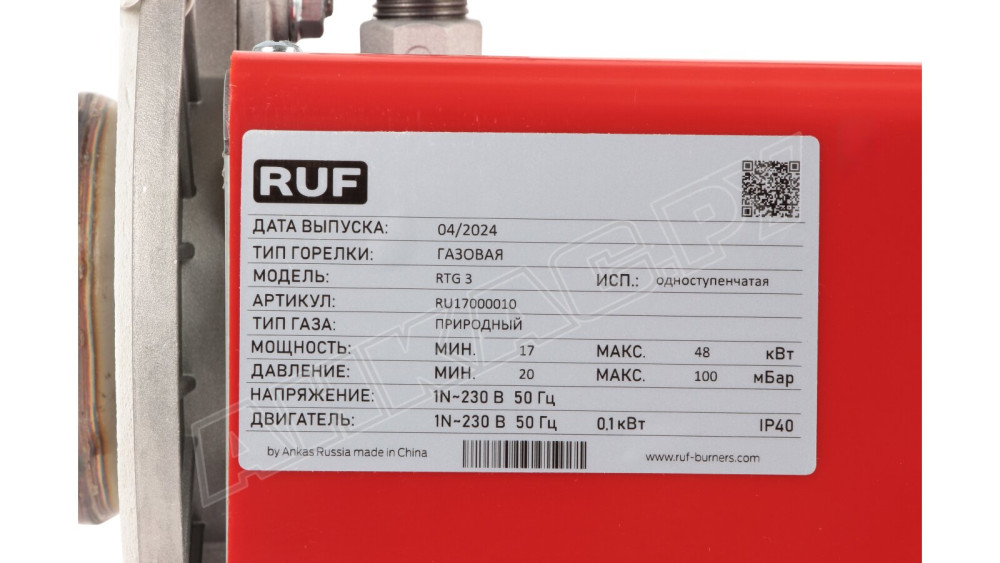 RUF
ДАТА ВЫПУСКА: 04/2024
ТИП ГОРЕЛКИ: ГАЗОВАЯ
МОДЕЛЬ: RTG 3 ИСП.: одноступенчатая
АРТИКУЛ: RU17000010
ТИП ГАЗА: ПРИРОДНЫЙ
МОЩНОСТЬ: МИН. 17 МАКС. 48 кВт
ДАВЛЕНИЕ: МИН. 20 МАКС. 100 мБар
НАПРЯЖЕНИЕ: 1N~230 В 50 Гц
ДВИГАТЕЛЬ: 1N~230 В 50 Гц 0,1 кВт IP40
by Ankas Russia made in China www.ruf-burners.com